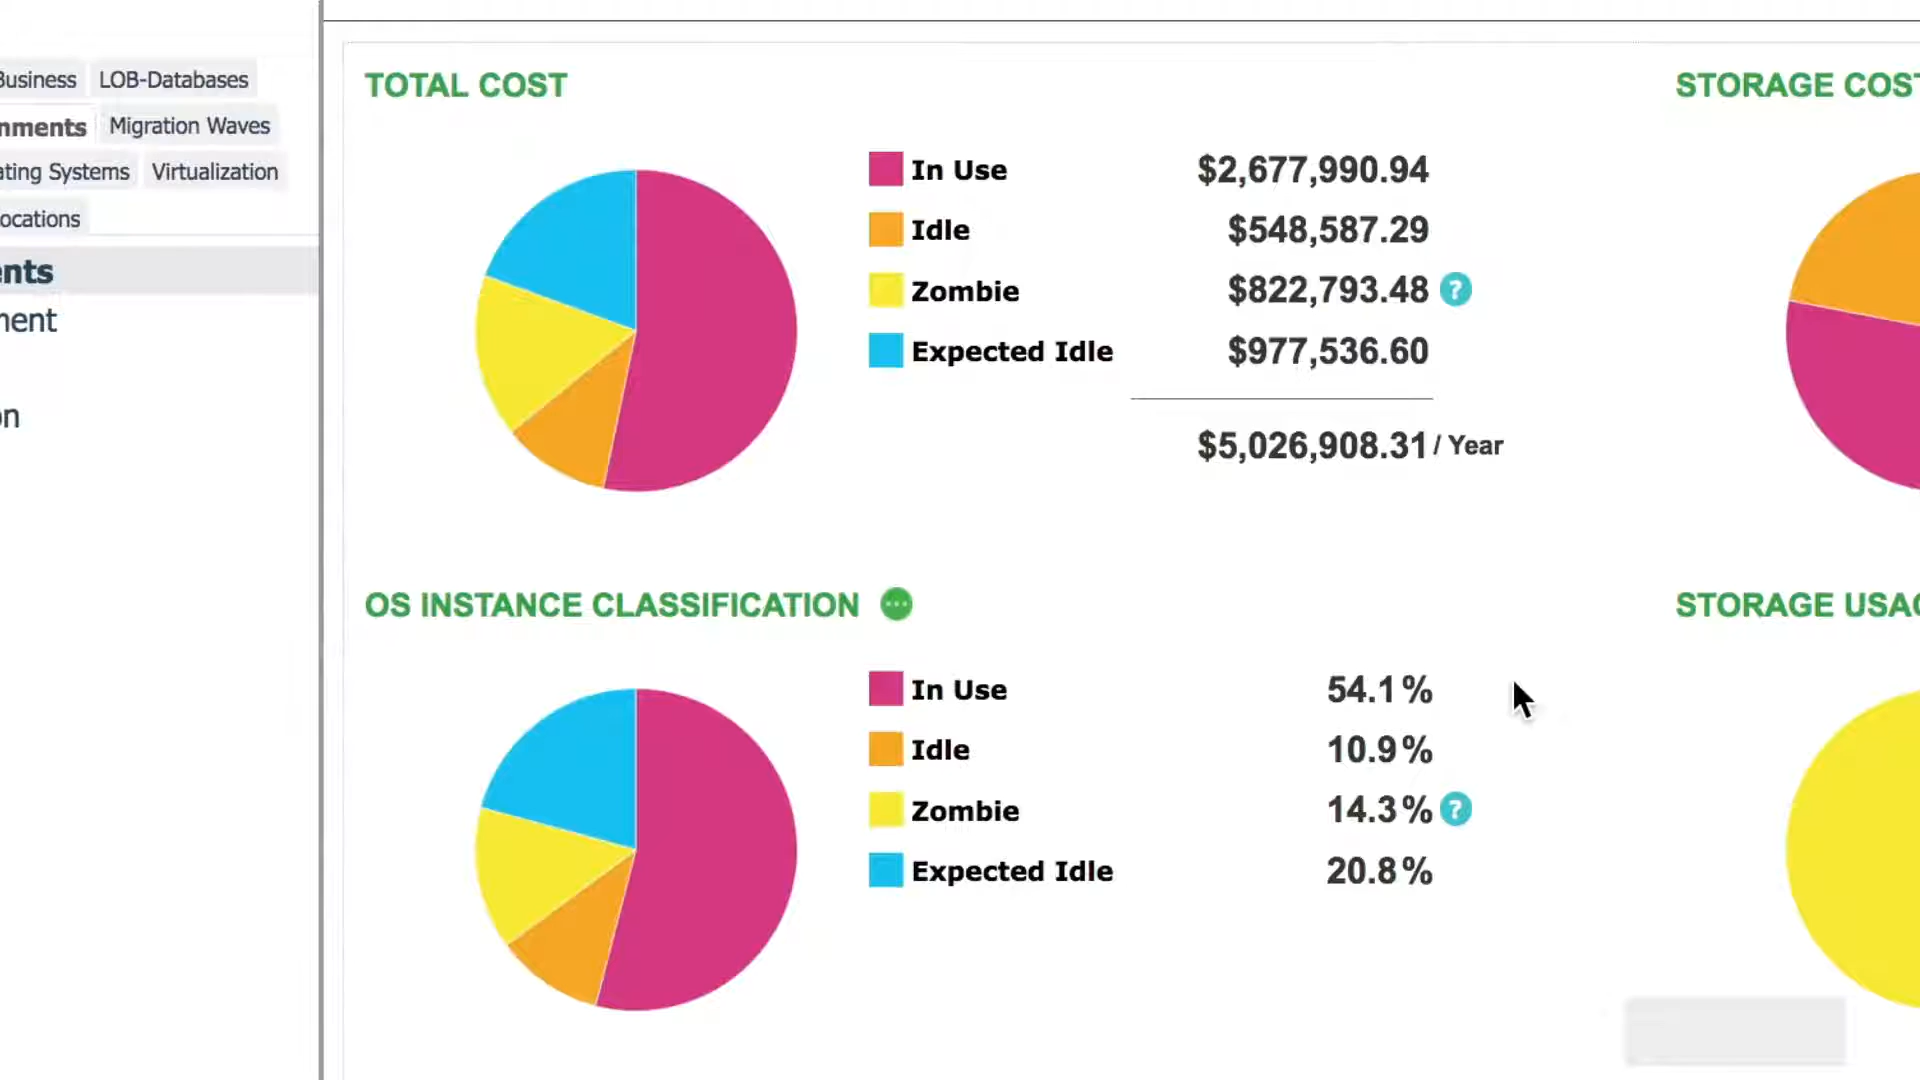 Business LOB-Databases
nments Migration Waves
ating Systems Virtualization
ocations
ents
ment
on
TOTAL COST
In Use $2,677,990.94
Idle $548,587.29
Zombie $822,793.48 ?
Expected Idle $977,536.60
$5,026,908.31 / Year
STORAGE COST
OS INSTANCE CLASSIFICATION
In Use 54.1%
Idle 10.9%
Zombie 14.3% ?
Expected Idle 20.8%
STORAGE USAG